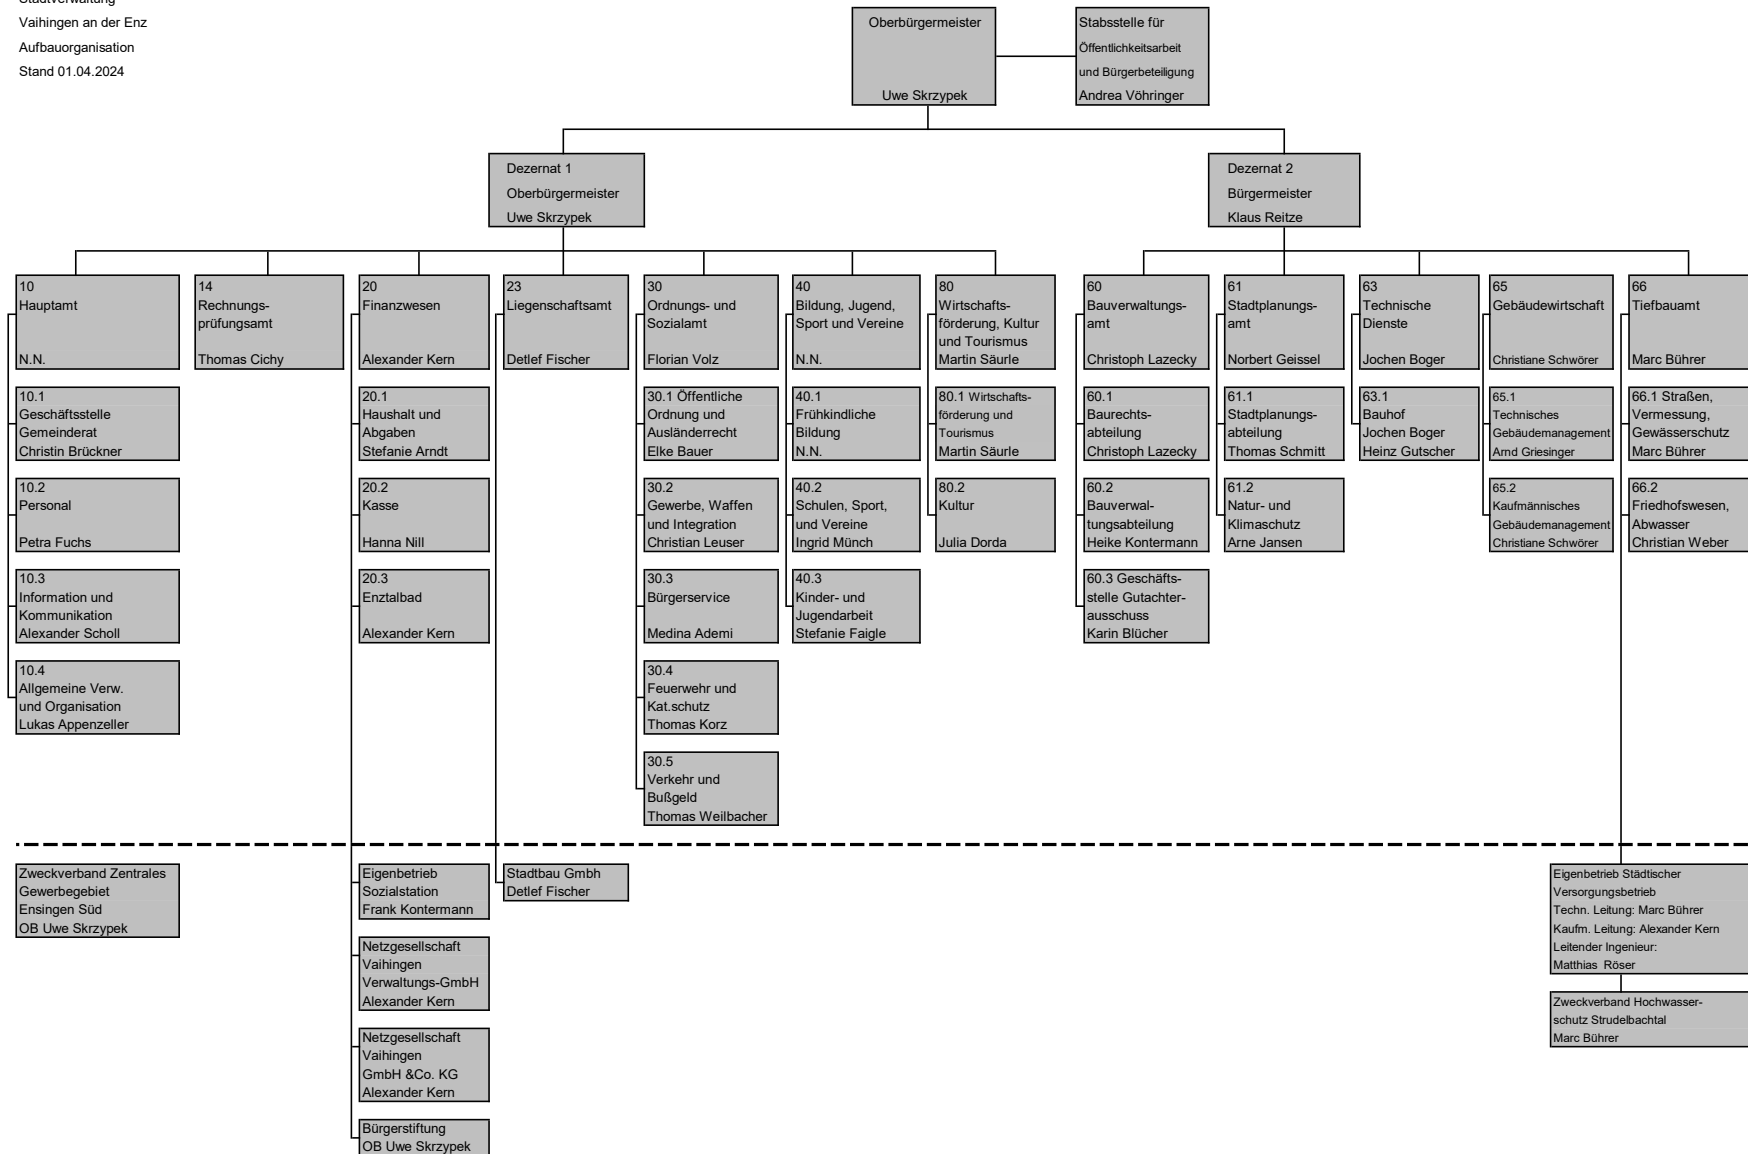 Stadtverwaltung
Vaihingen an der Enz
Aufbauorganisation
Stand 01.04.2024
Oberbürgermeister
Uwe Skrzypek
Stabsstelle für
Öffentlichkeitsarbeit
und Bürgerbeteiligung
Andrea Vöhringer
Dezernat 1
Oberbürgermeister
Uwe Skrzypek
Dezernat 2
Bürgermeister
Klaus Reitze
10
Hauptamt
N.N.
14
Rechnungs-
prüfungsamt
Thomas Cichy
20
Finanzwesen
Alexander Kern
23
Liegenschaftsamt
Detlef Fischer
30
Ordnungs- und
Sozialamt
Florian Volz
40
Bildung, Jugend,
Sport und Vereine
N.N.
80
Wirtschafts-
förderung, Kultur
und Tourismus
Martin Säurle
60
Bauverwaltungs-
amt
Christoph Lazecky
61
Stadtplanungs-
amt
Norbert Geissel
63
Technische
Dienste
Jochen Boger
65
Gebäudewirtschaft
Christiane Schwörer
66
Tiefbauamt
Marc Bührer
10.1
Geschäftsstelle
Gemeinderat
Christin Brückner
20.1
Haushalt und
Abgaben
Stefanie Arndt
30.1 Öffentliche
Ordnung und
Ausländerrecht
Elke Bauer
40.1
Frühkindliche
Bildung
N.N.
80.1 Wirtschafts-
förderung und
Tourismus
Martin Säurle
60.1
Baurechts-
abteilung
Christoph Lazecky
61.1
Stadtplanungs-
abteilung
Thomas Schmitt
63.1
Bauhof
Jochen Boger
Heinz Gutscher
65.1
Technisches
Gebäudemanagement
Arnd Griesinger
66.1 Straßen,
Vermessung,
Gewässerschutz
Marc Bührer
10.2
Personal
Petra Fuchs
20.2
Kasse
Hanna Nill
30.2
Gewerbe, Waffen
und Integration
Christian Leuser
40.2
Schulen, Sport,
und Vereine
Ingrid Münch
80.2
Kultur
Julia Dorda
60.2
Bauverwal-
tungsabteilung
Heike Kontermann
61.2
Natur- und
Klimaschutz
Arne Jansen
65.2
Kaufmännisches
Gebäudemanagement
Christiane Schwörer
66.2
Friedhofswesen,
Abwasser
Christian Weber
10.3
Information und
Kommunikation
Alexander Scholl
20.3
Enztalbad
Alexander Kern
30.3
Bürgerservice
Medina Ademi
40.3
Kinder- und
Jugendarbeit
Stefanie Faigle
60.3 Geschäfts-
stelle Gutachter-
ausschuss
Karin Blücher
10.4
Allgemeine Verw.
und Organisation
Lukas Appenzeller
30.4
Feuerwehr und
Kat.schutz
Thomas Korz
30.5
Verkehr und
Bußgeld
Thomas Weilbacher
Zweckverband Zentrales
Gewerbegebiet
Ensingen Süd
OB Uwe Skrzypek
Eigenbetrieb
Sozialstation
Frank Kontermann
Stadtbau Gmbh
Detlef Fischer
Eigenbetrieb Städtischer
Versorgungsbetrieb
Techn. Leitung: Marc Bührer
Kaufm. Leitung: Alexander Kern
Leitender Ingenieur:
Matthias Röser
Netzgesellschaft
Vaihingen
Verwaltungs-GmbH
Alexander Kern
Zweckverband Hochwasser-
schutz Strudelbachtal
Marc Bührer
Netzgesellschaft
Vaihingen
GmbH &Co. KG
Alexander Kern
Bürgerstiftung
OB Uwe Skrzypek